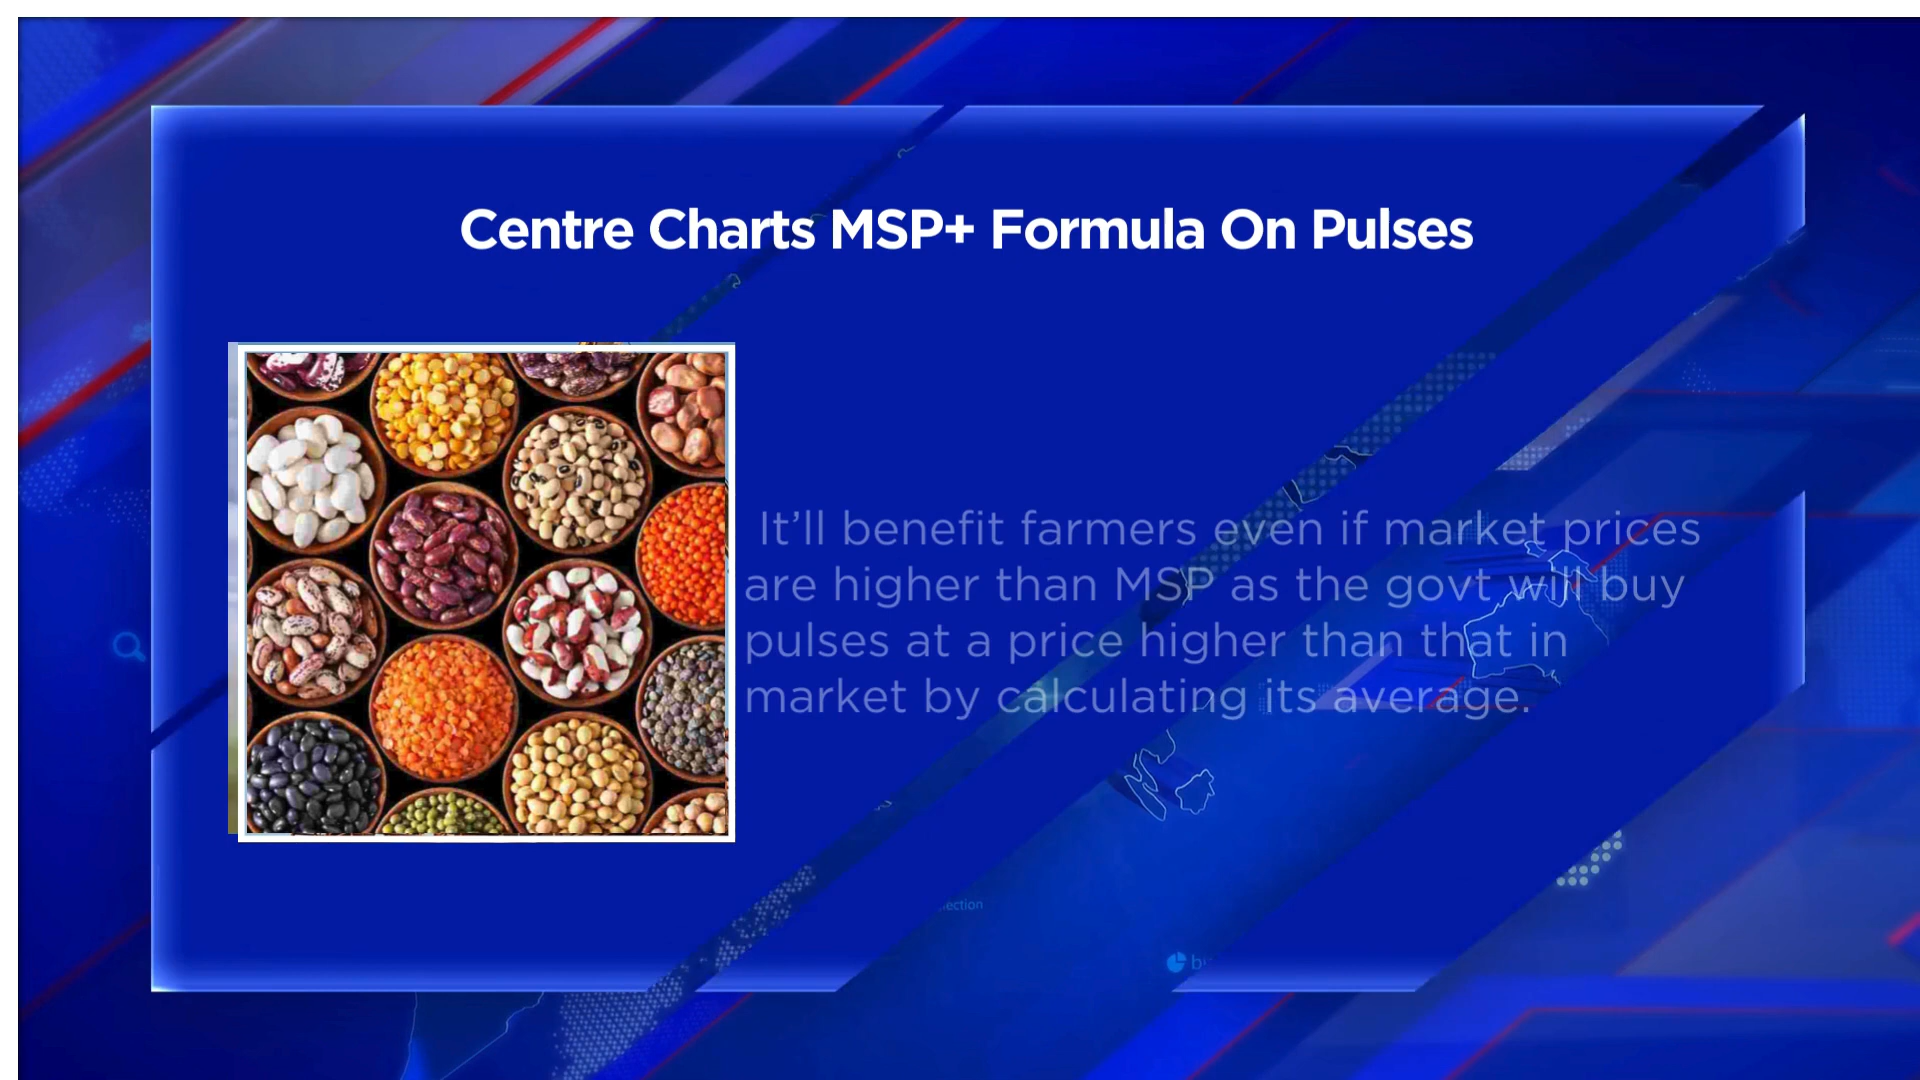 Centre Charts MSP+ Formula On Pulses
It’ll benefit farmers even if market prices
are higher than MSP as the govt will buy
pulses at a price higher than that in
market by calculating its average.